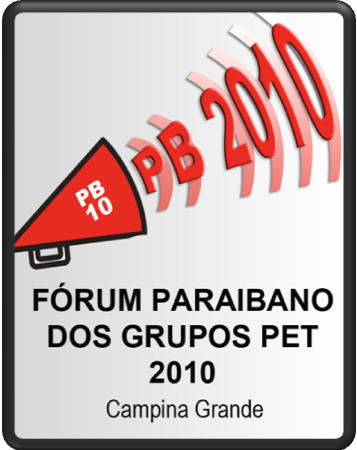 PB 2010
PB
10
FÓRUM PARAIBANO
DOS GRUPOS PET
2010
Campina Grande